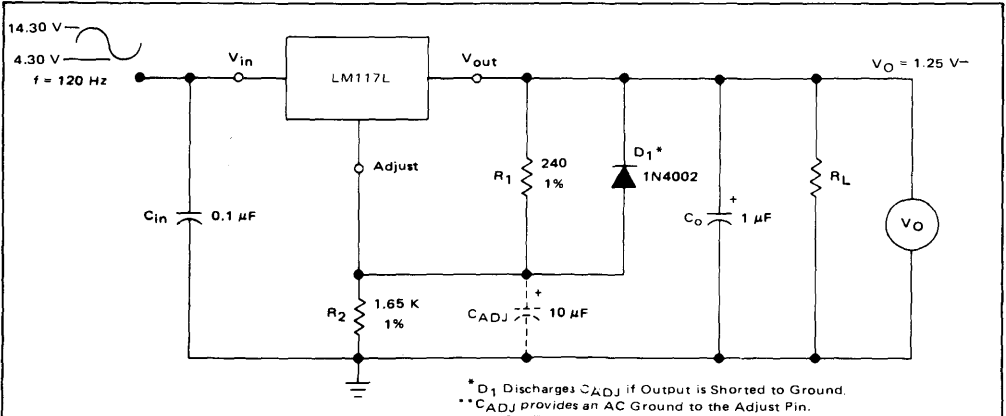 14.30 V
4.30 V
f = 120 Hz
Vin
LM117L
Vout
VO = 1.25 V
Adjust
R1
240
1%
D1*
1N4002
RL
Cin
0.1 µF
Co
+
1 µF
VO
R2
1.65 K
1%
CADJ
+
10 µF
*D1 Discharges CADJ if Output is Shorted to Ground.
**CADJ provides an AC Ground to the Adjust Pin.